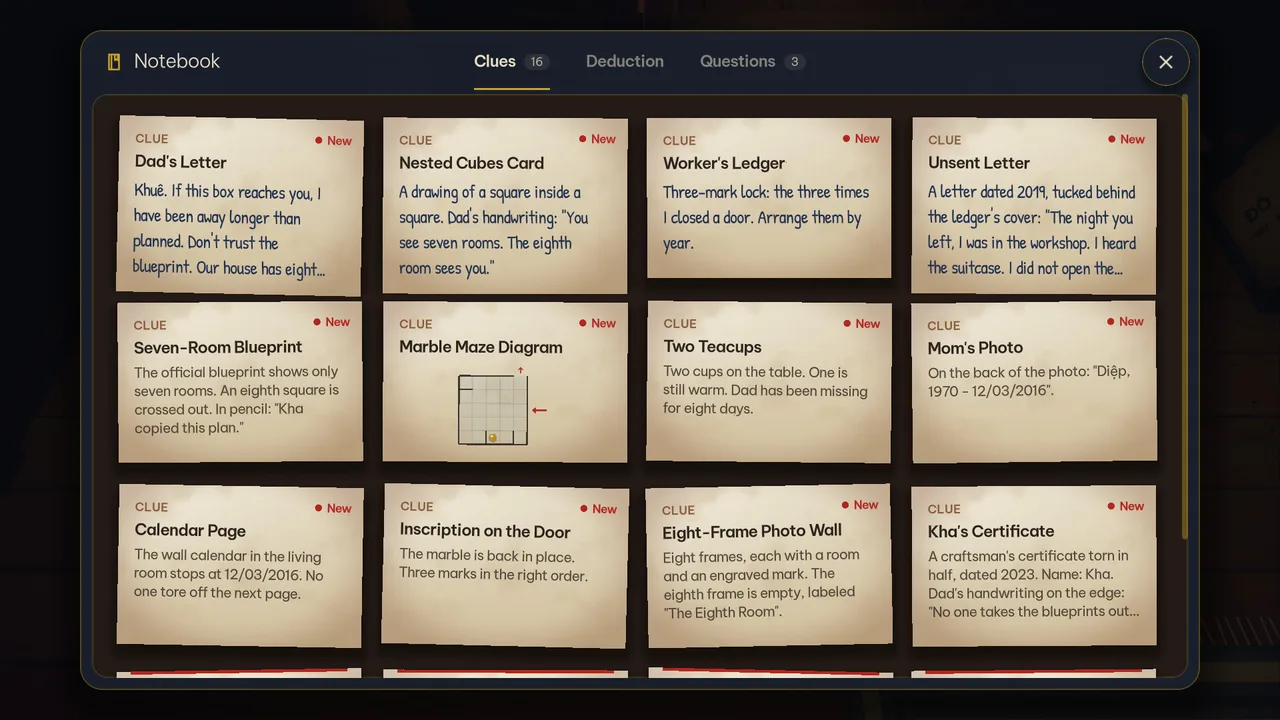 Notebook
Clues 16
Deduction
Questions 3
CLUE
New
Dad's Letter
Khuê. If this box reaches you, I
have been away longer than
planned. Don't trust the
blueprint. Our house has eight...
CLUE
New
Nested Cubes Card
A drawing of a square inside a
square. Dad's handwriting: "You
see seven rooms. The eighth
room sees you."
CLUE
New
Worker's Ledger
Three-mark lock: the three times
I closed a door. Arrange them by
year.
CLUE
New
Unsent Letter
A letter dated 2019, tucked behind
the ledger's cover: "The night you
left, I was in the workshop. I heard
the suitcase. I did not open the...
CLUE
New
Seven-Room Blueprint
The official blueprint shows only
seven rooms. An eighth square is
crossed out. In pencil: "Kha
copied this plan."
CLUE
New
Marble Maze Diagram
CLUE
New
Two Teacups
Two cups on the table. One is
still warm. Dad has been missing
for eight days.
CLUE
New
Mom's Photo
On the back of the photo: "Diệp,
1970 - 12/03/2016".
CLUE
New
Calendar Page
The wall calendar in the living
room stops at 12/03/2016. No
one tore off the next page.
CLUE
New
Inscription on the Door
The marble is back in place.
Three marks in the right order.
CLUE
New
Eight-Frame Photo Wall
Eight frames, each with a room
and an engraved mark. The
eighth frame is empty, labeled
"The Eighth Room".
CLUE
New
Kha's Certificate
A craftsman's certificate torn in
half, dated 2023. Name: Kha.
Dad's handwriting on the edge:
"No one takes the blueprints out...